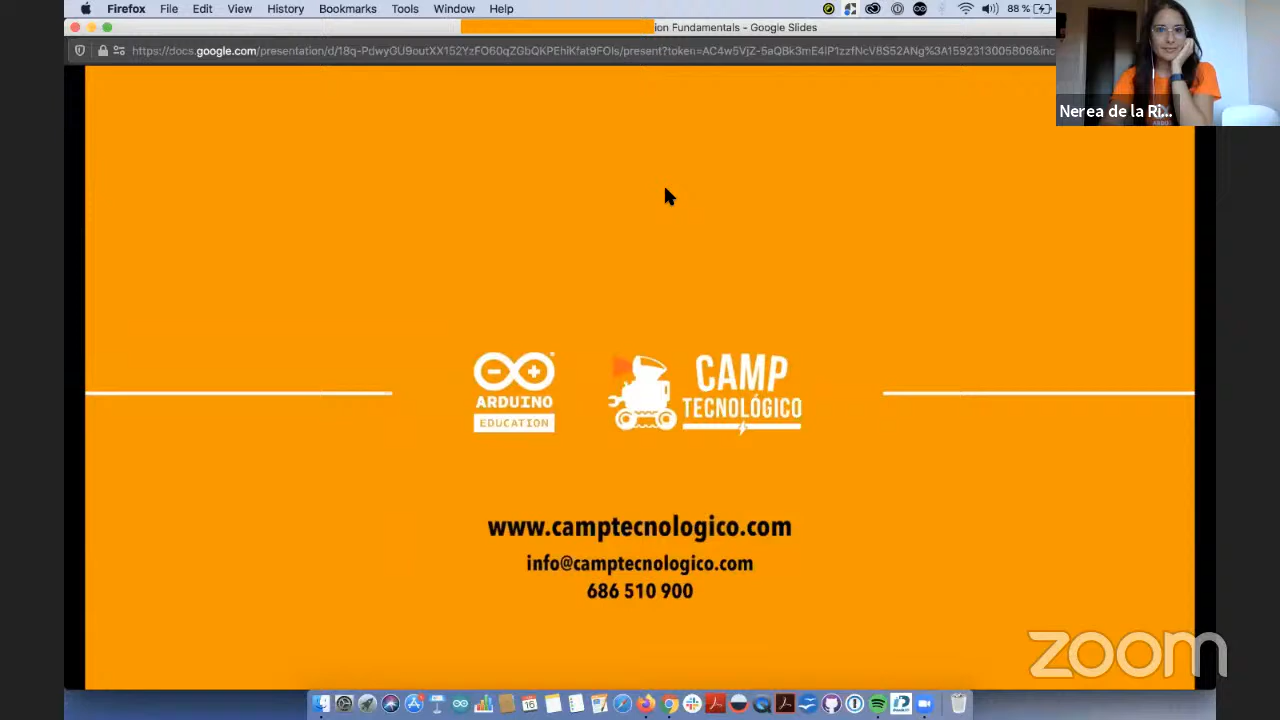 Firefox File Edit View History Bookmarks Tools Window Help 88 %
ion Fundamentals - Google Slides
Nerea de la Ri...
ARDUINO
EDUCATION
CAMP
TECNOLÓGICO
www.camptecnologico.com
info@camptecnologico.com
686 510 900
zoom